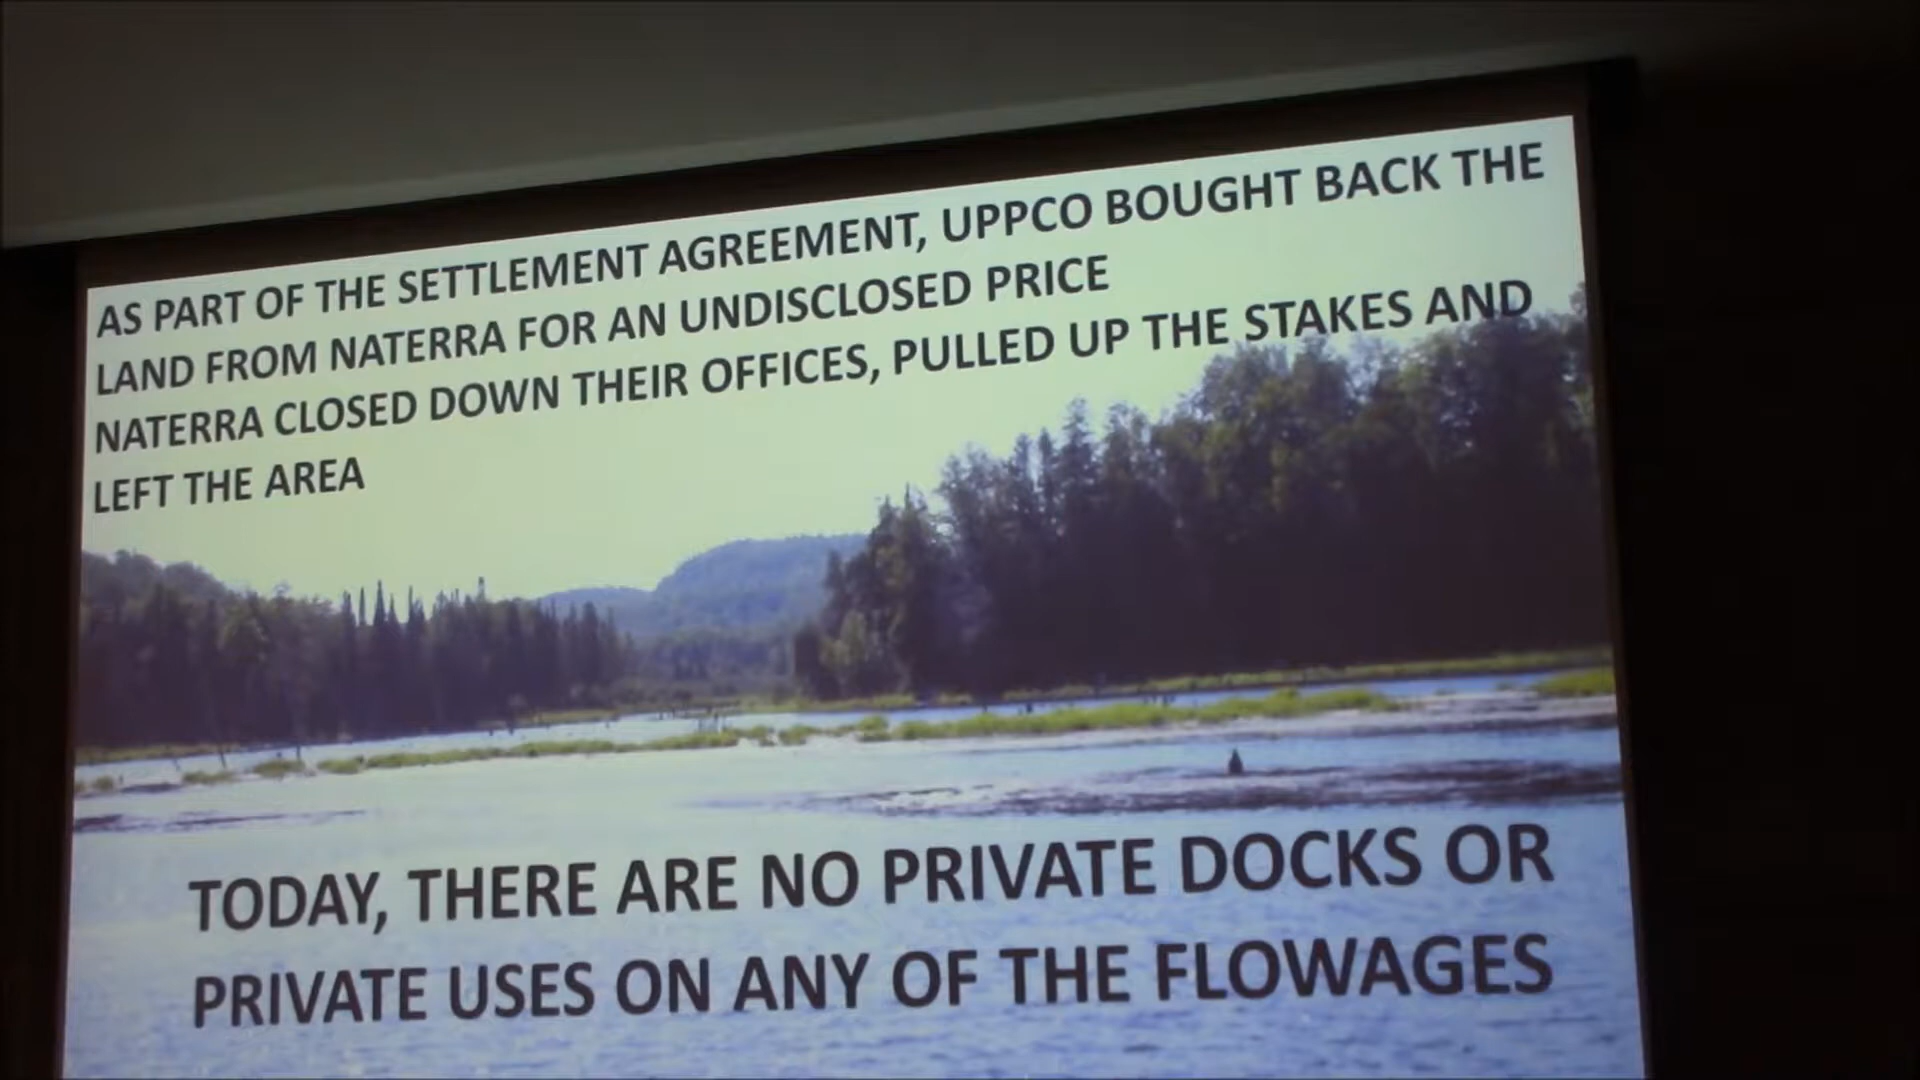 AS PART OF THE SETTLEMENT AGREEMENT, UPPCO BOUGHT BACK THE
LAND FROM NATERRA FOR AN UNDISCLOSED PRICE
NATERRA CLOSED DOWN THEIR OFFICES, PULLED UP THE STAKES AND
LEFT THE AREA
TODAY, THERE ARE NO PRIVATE DOCKS OR
PRIVATE USES ON ANY OF THE FLOWAGES